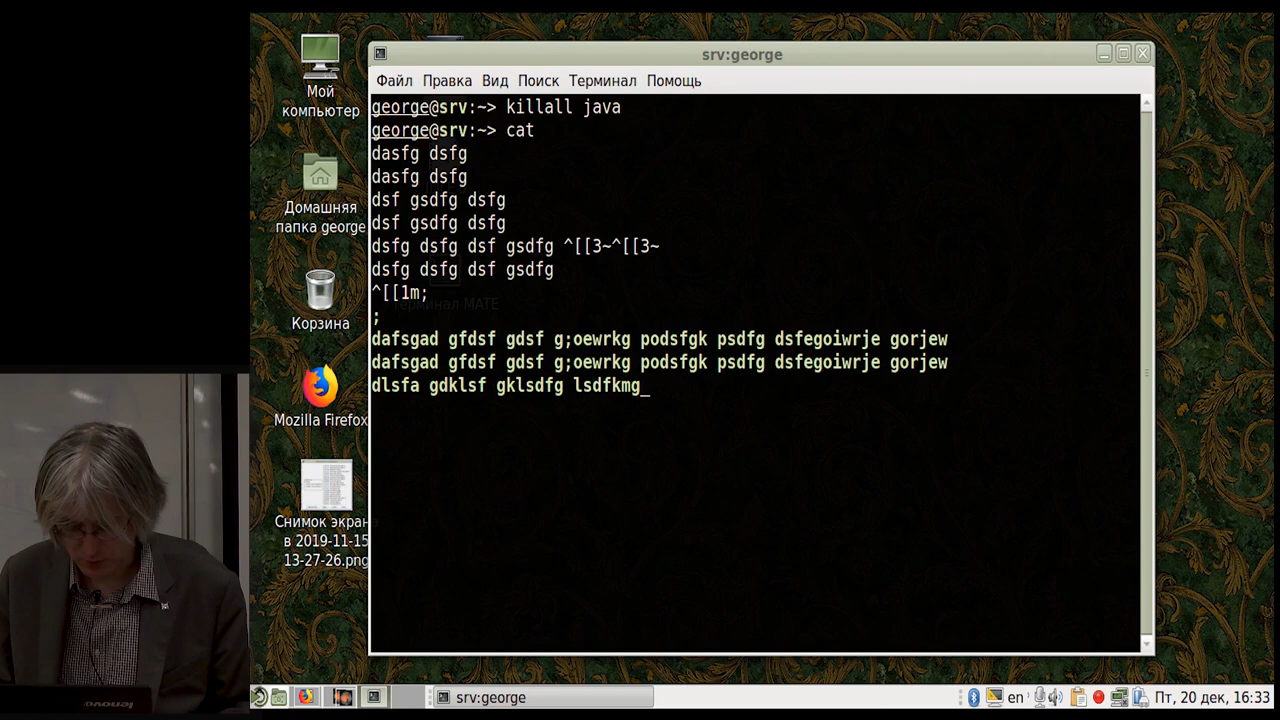 Мой
компьютер
Домашняя
папка george
Корзина
Mozilla Firefox
Снимок экран
в 2019-11-15
13-27-26.png
srv:george
Файл Правка Вид Поиск Терминал Помощь
george@srv:~> killall java
george@srv:~> cat
dasfg dsfg
dasfg dsfg
dsf gsdfg dsfg
dsf gsdfg dsfg
dsfg dsfg dsf gsdfg ^[[3~^[[3~
dsfg dsfg dsf gsdfg
^[[1m;
терминал MATE
;
dafsgad gfdsf gdsf g;oewrkg podsfgk psdfg dsfegoiwrje gorjew
dafsgad gfdsf gdsf g;oewrkg podsfgk psdfg dsfegoiwrje gorjew
dlsfa gdklsf gklsdfg lsdfkmg_
lenovo
srv:george
en
Пт, 20 дек, 16:33